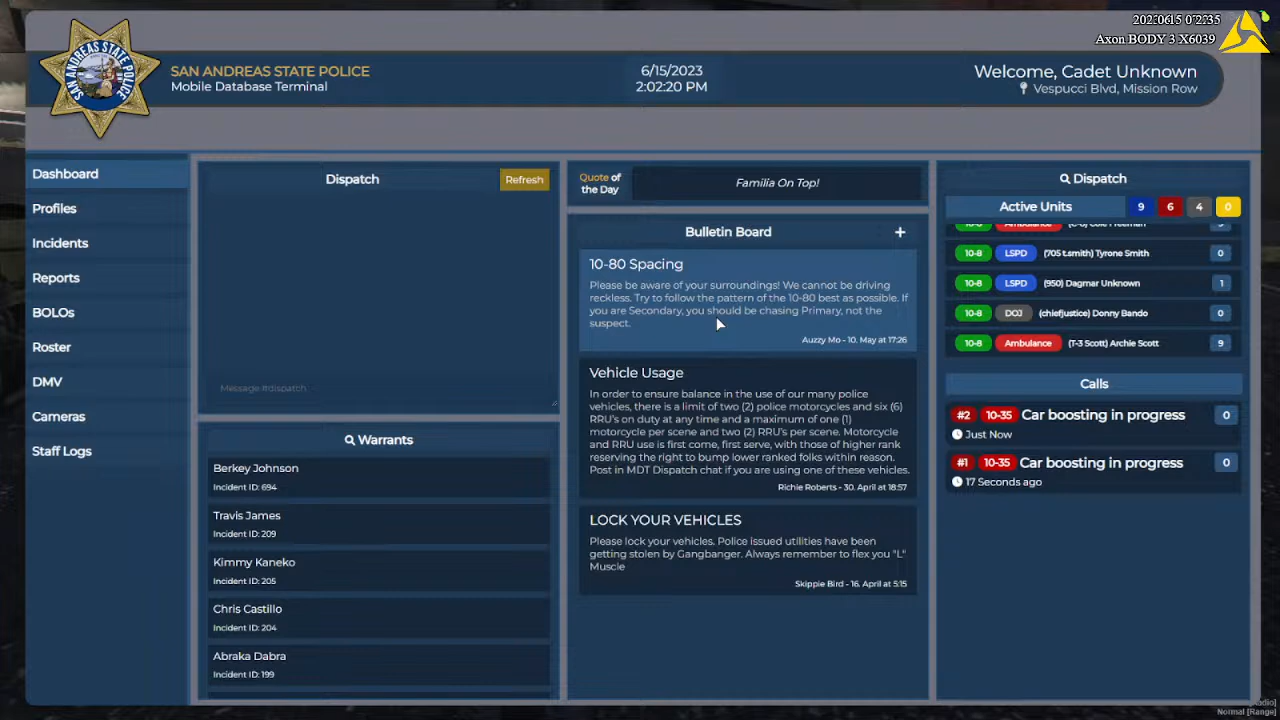 20230615 02:35
Axon BODY 3 X6039
SAN ANDREAS STATE POLICE
SAN ANDREAS STATE POLICE
Mobile Database Terminal
6/15/2023
2:02:20 PM
Welcome, Cadet Unknown
Vespucci Blvd, Mission Row
Dashboard
Profiles
Incidents
Reports
BOLOs
Roster
DMV
Cameras
Staff Logs
Dispatch
Refresh
Message #dispatch
Warrants
Berkey Johnson
Incident ID: 694
Travis James
Incident ID: 209
Kimmy Kaneko
Incident ID: 205
Chris Castillo
Incident ID: 204
Abraka Dabra
Incident ID: 199
Quote of
the Day
Familia On Top!
Bulletin Board +
10-80 Spacing
Please be aware of your surroundings! We cannot be driving
reckless. Try to follow the pattern of the 10-80 best as possible. If
you are Secondary, you should be chasing Primary, not the
suspect.
Auzzy Mo - 10. May at 17:26
Vehicle Usage
In order to ensure balance in the use of our many police
vehicles, there is a limit of two (2) police motorcycles and six (6)
RRU's on duty at any time and a maximum of one (1)
motorcycle per scene and two (2) RRU's per scene. Motorcycle
and RRU use is first come, first serve, with those of higher rank
reserving the right to bump lower ranked folks within reason.
Post in MDT Dispatch chat if you are using one of these vehicles.
Richie Roberts - 30. April at 18:57
LOCK YOUR VEHICLES
Please lock your vehicles. Police issued utilities have been
getting stolen by Gangbanger. Always remember to flex you "L"
Muscle
Skippie Bird - 16. April at 5:15
Dispatch
Active Units 9 6 4 0
10-8 Ambulance Cole Freeman
10-8 LSPD (705 t.smith) Tyrone Smith 0
10-8 LSPD (950) Dagmar Unknown 1
10-8 DOJ (chiefjustice) Donny Bando 0
10-8 Ambulance (T-3 Scott) Archie Scott 9
Calls
#2 10-35 Car boosting in progress 0
Just Now
#1 10-35 Car boosting in progress 0
17 Seconds ago
[Radio]
Normal [Range]